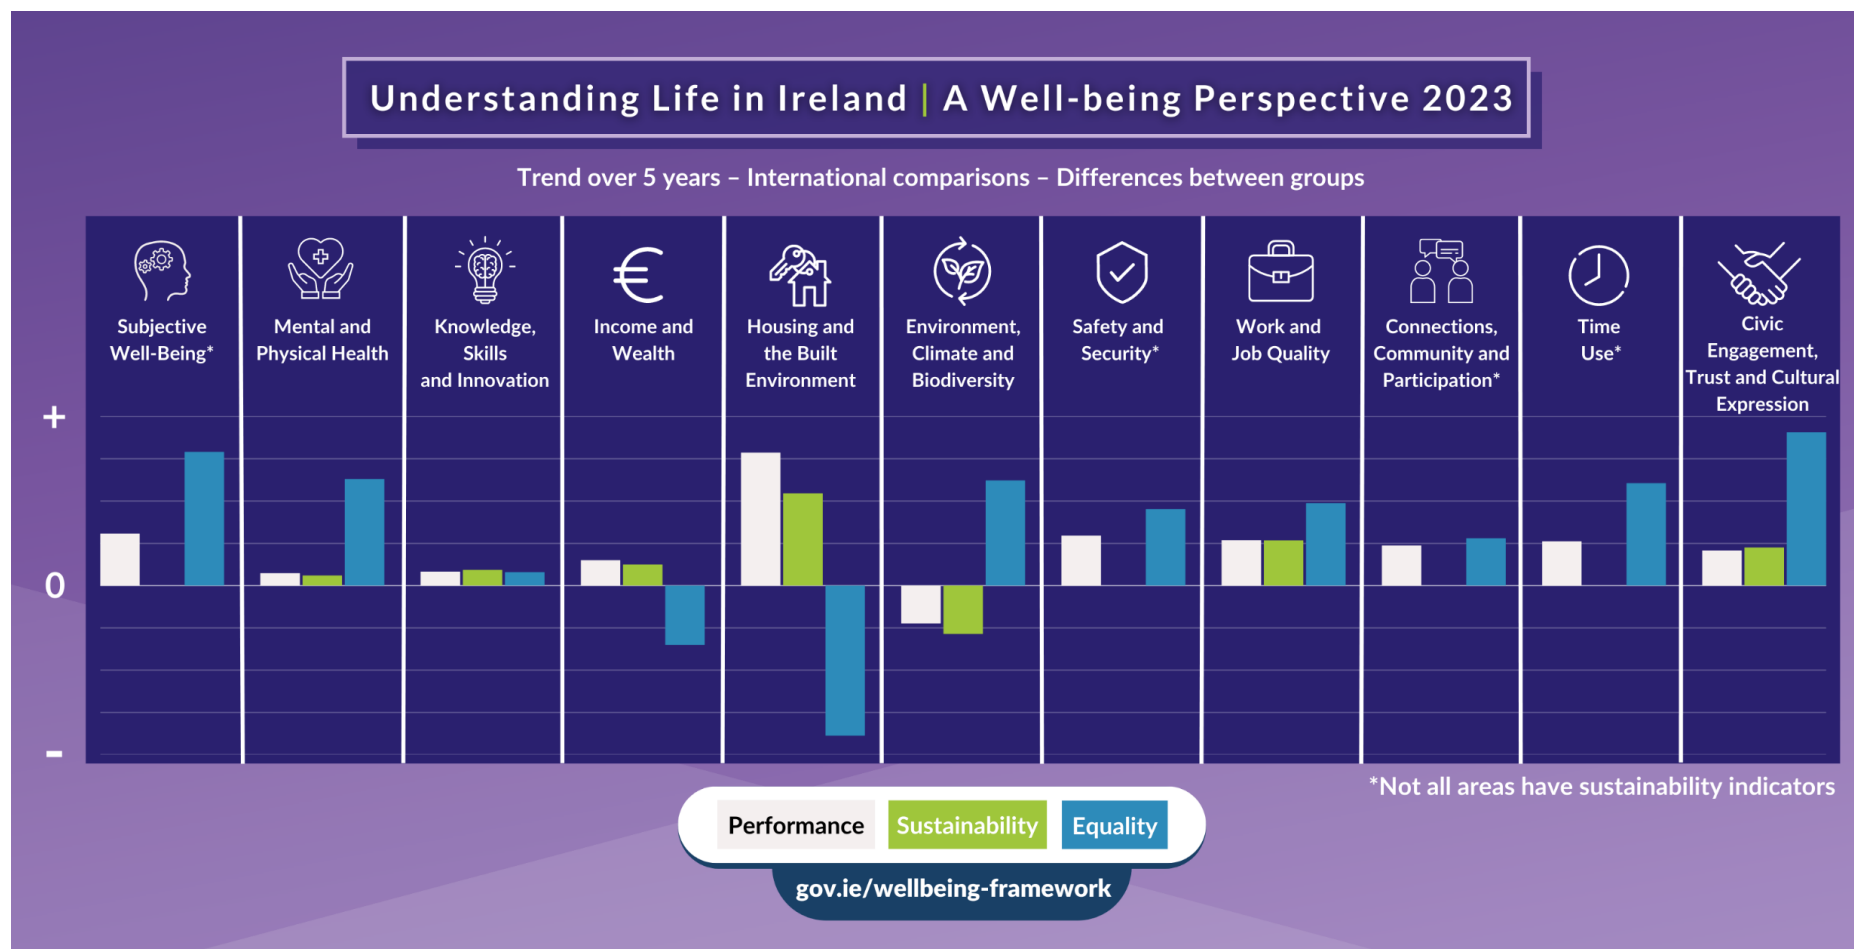 Understanding Life in Ireland | A Well-being Perspective 2023
Trend over 5 years – International comparisons – Differences between groups
Subjective
Well-Being*
Mental and
Physical Health
Knowledge,
Skills
and Innovation
€
Income and
Wealth
Housing and
the Built
Environment
Environment,
Climate and
Biodiversity
Safety and
Security*
Work and
Job Quality
Connections,
Community and
Participation*
Time
Use*
Civic
Engagement,
Trust and Cultural
Expression
+
0
-
*Not all areas have sustainability indicators
Performance
Sustainability
Equality
gov.ie/wellbeing-framework